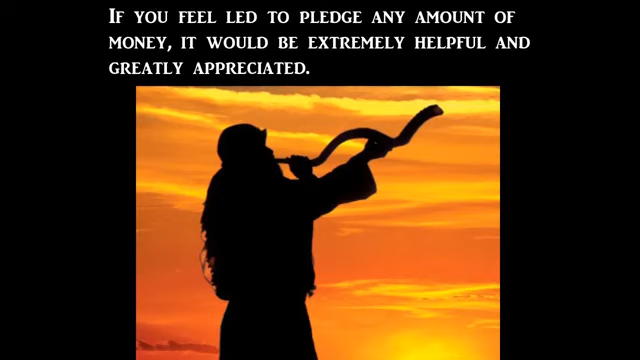 If you feel led to pledge any amount of
money, it would be extremely helpful and
greatly appreciated.